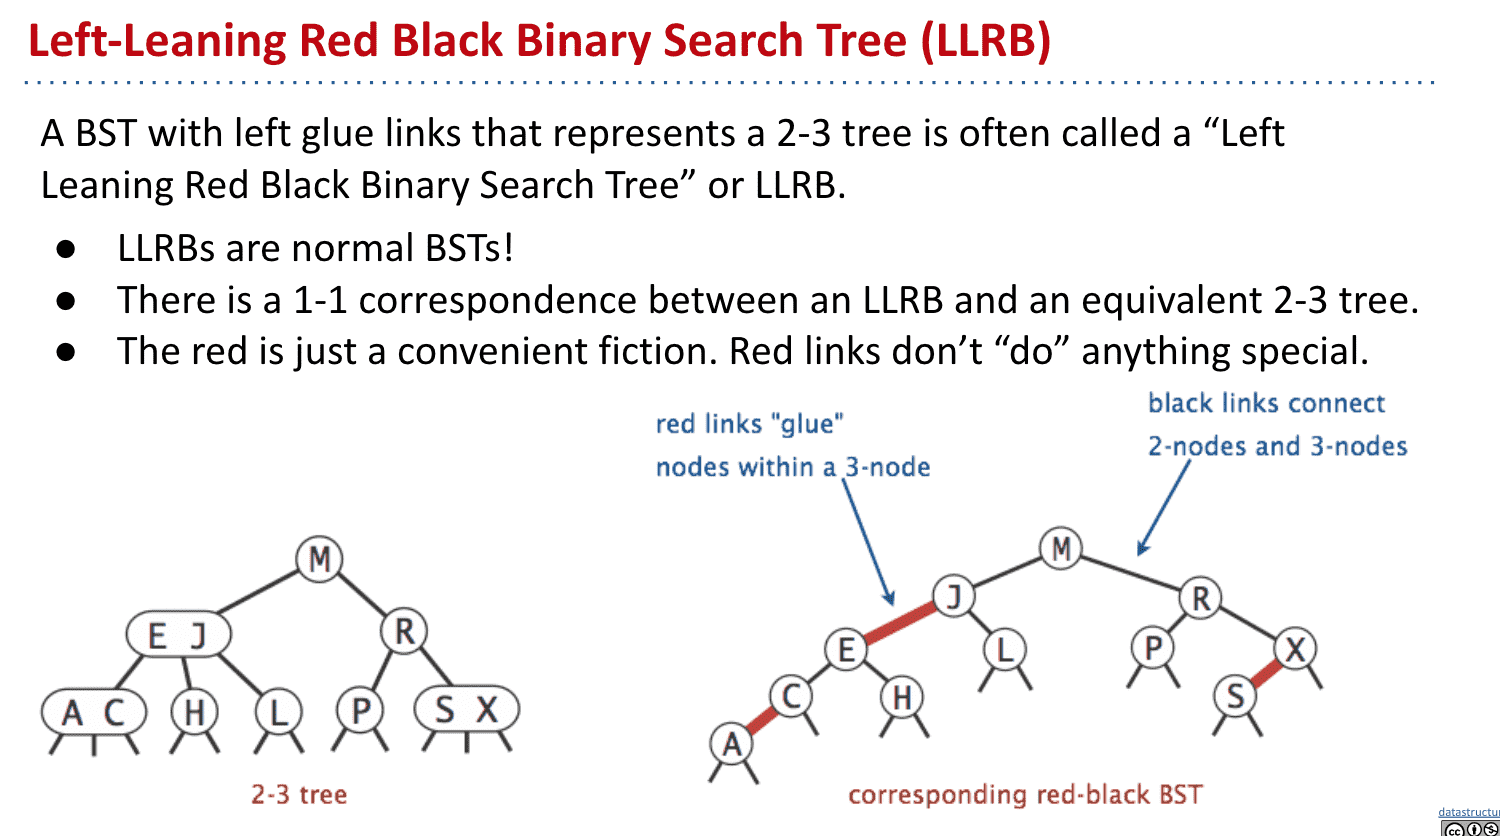 Left-Leaning Red Black Binary Search Tree (LLRB)
A BST with left glue links that represents a 2-3 tree is often called a “Left
Leaning Red Black Binary Search Tree” or LLRB.
● LLRBs are normal BSTs!
● There is a 1-1 correspondence between an LLRB and an equivalent 2-3 tree.
● The red is just a convenient fiction. Red links don’t “do” anything special.
red links "glue"
nodes within a 3-node
black links connect
2-nodes and 3-nodes
M
E J
R
A C
H
L
P
S X
2-3 tree
M
J
R
E
L
P
X
C
H
S
A
corresponding red-black BST
datastructu
cc